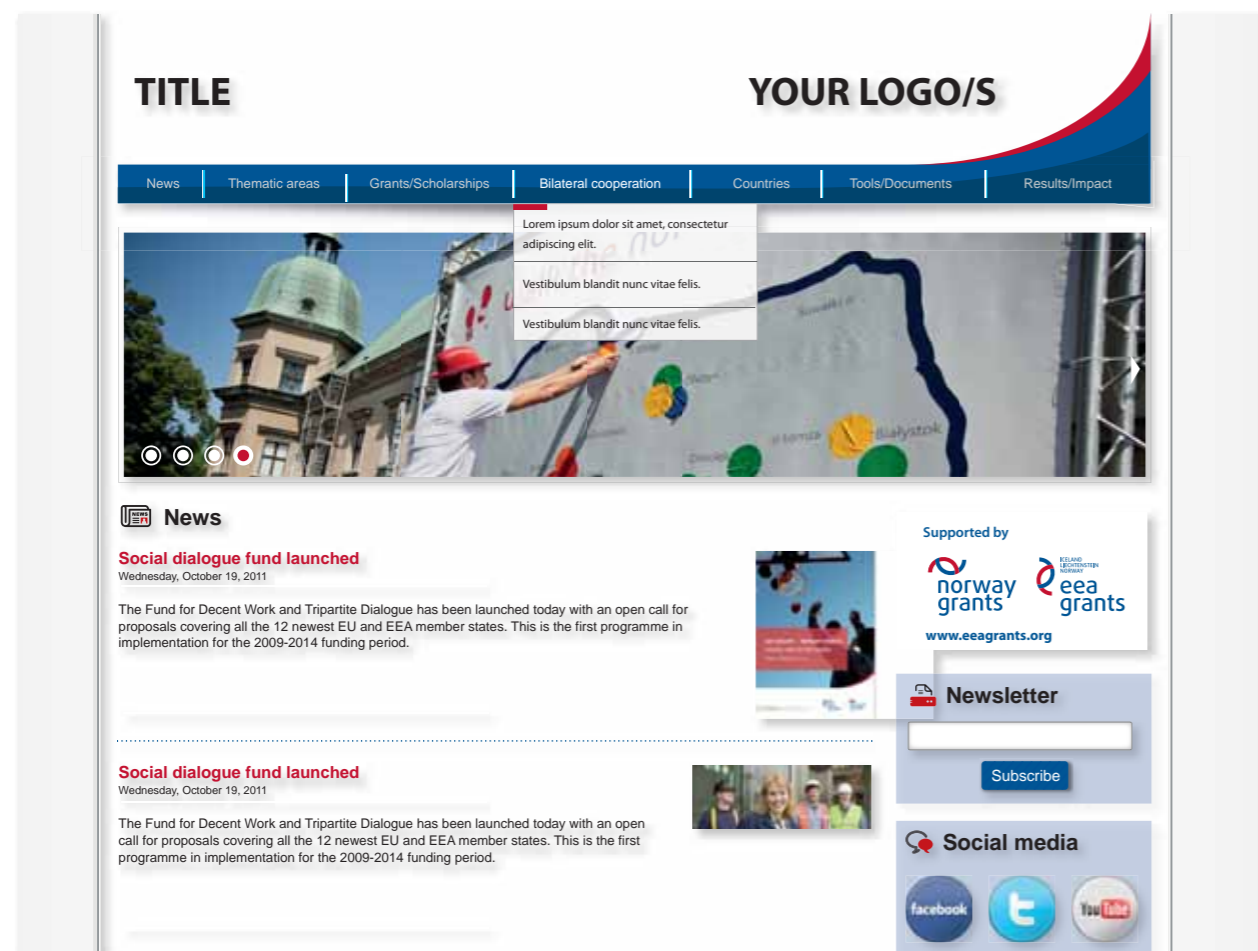 TITLE
YOUR LOGO/S
News
Thematic areas
Grants/Scholarships
Bilateral cooperation
Countries
Tools/Documents
Results/Impact
Lorem ipsum dolor sit amet, consectetur
adipiscing elit.
Vestibulum blandit nunc vitae felis.
Vestibulum blandit nunc vitae felis.
the
Suwałki
Białystok
NEWS
News
Social dialogue fund launched
Wednesday, October 19, 2011
The Fund for Decent Work and Tripartite Dialogue has been launched today with an open call for
proposals covering all the 12 newest EU and EEA member states. This is the first programme in
implementation for the 2009-2014 funding period.
Social dialogue fund launched
Wednesday, October 19, 2011
The Fund for Decent Work and Tripartite Dialogue has been launched today with an open
call for proposals covering all the 12 newest EU and EEA member states. This is the first
programme in implementation for the 2009-2014 funding period.
Supported by
norway
grants
ICELAND
LIECHTENSTEIN
NORWAY
eea
grants
www.eeagrants.org
Newsletter
Subscribe
Social media
facebook
You Tube